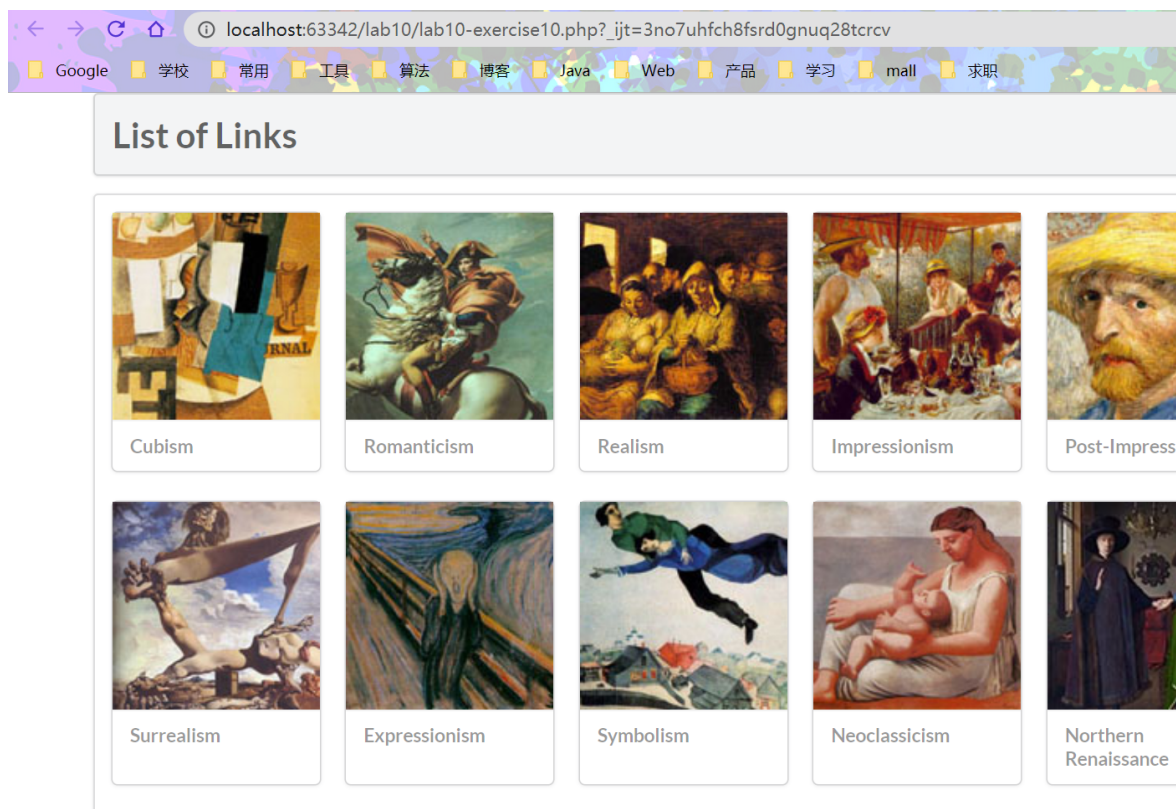 localhost:63342/lab10/lab10-exercise10.php?_ijt=3no7uhfch8fsrd0gnuq28tcrcv
Google 学校 常用 工具 算法 博客 Java Web 产品 学习 mall 求职
List of Links
URNAL
ET
Cubism Romanticism Realism Impressionism Post-Impress
Surrealism Expressionism Symbolism Neoclassicism Northern
Renaissance